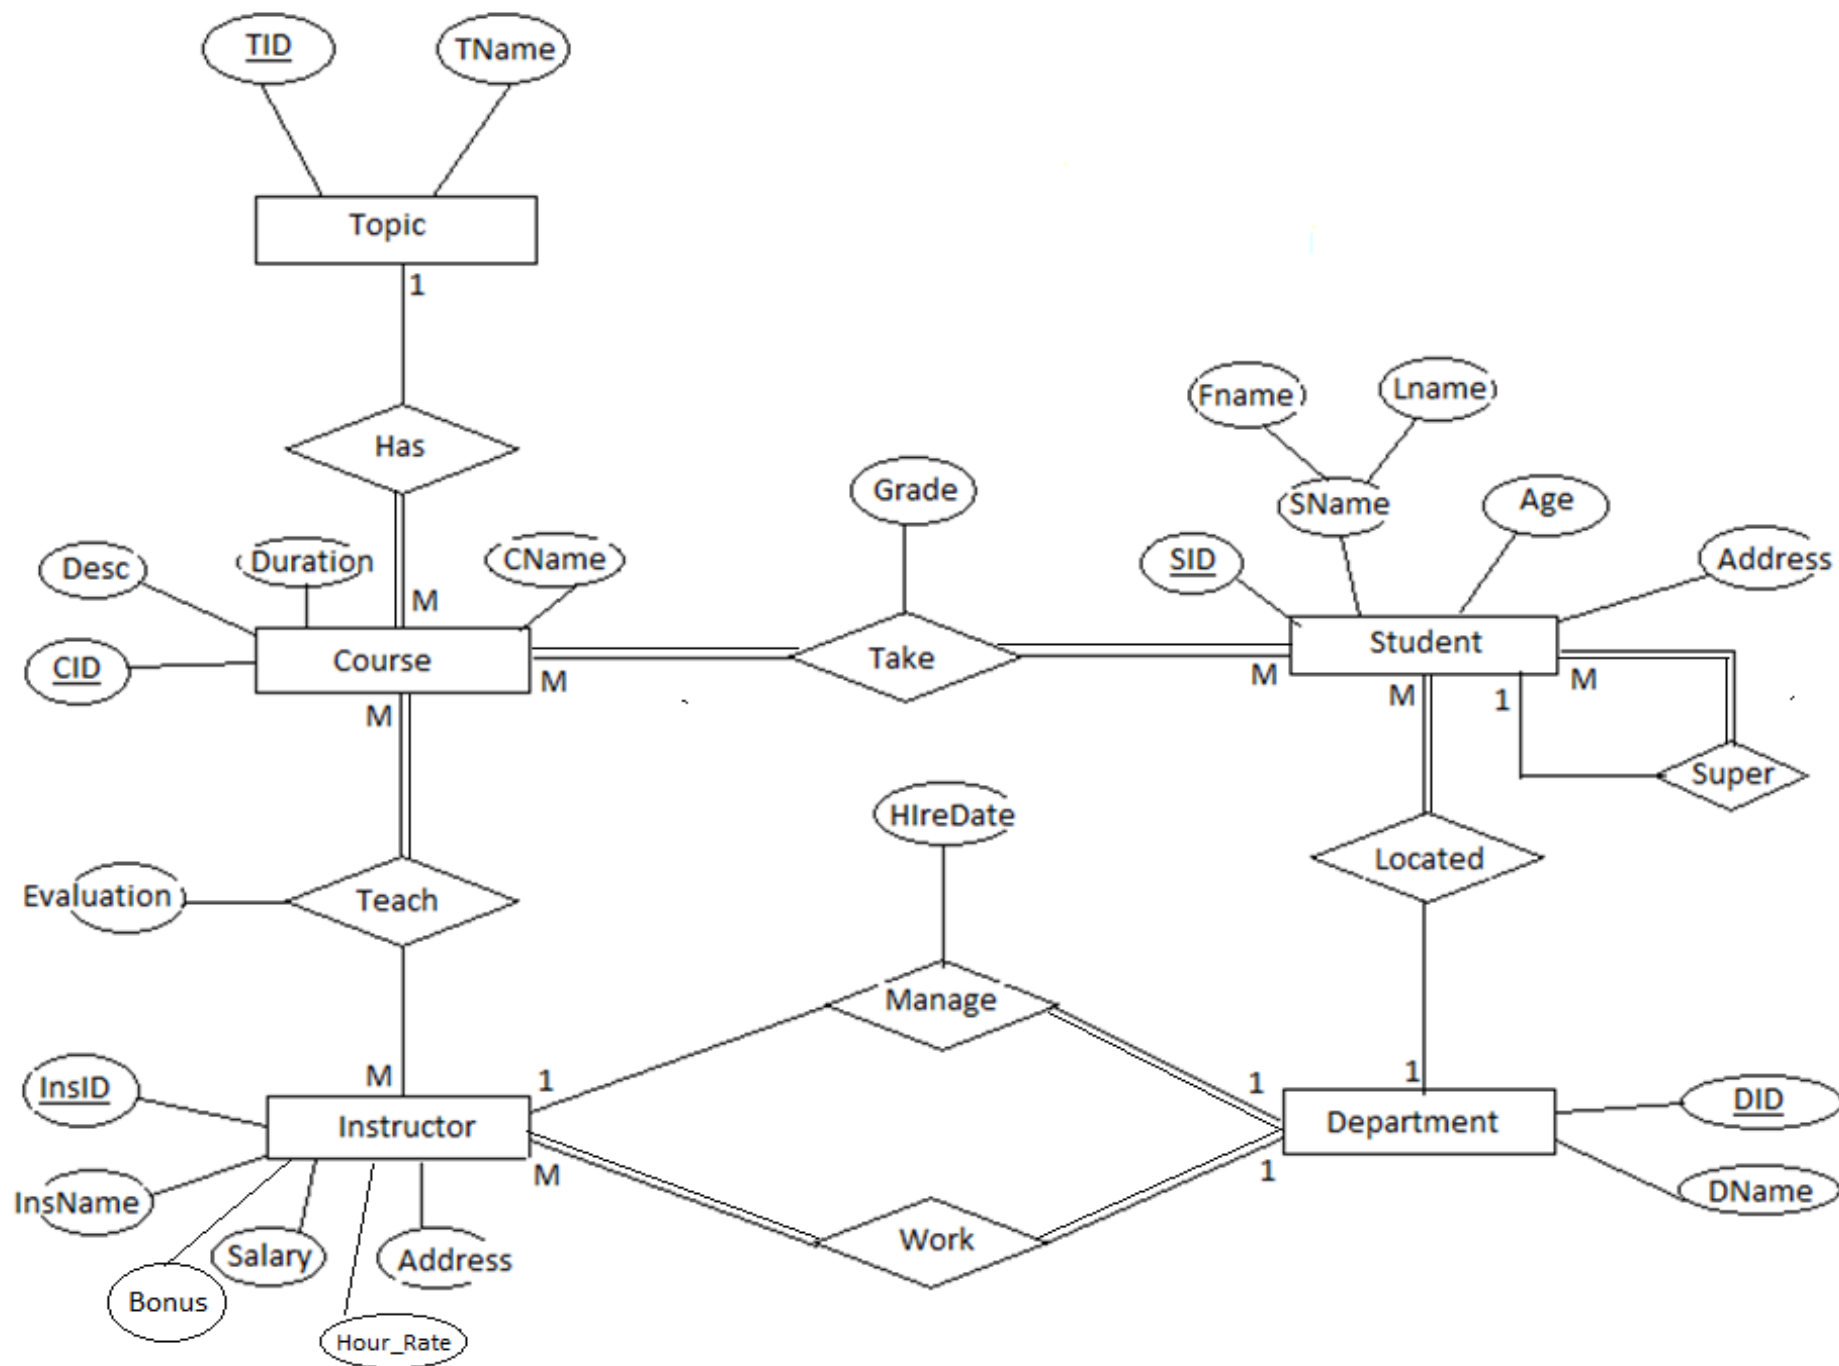 TID
TName
Topic
1
Has
Fname
Lname
Grade
SName
Age
SID
Address
Desc
Duration
CName
M
CID
Course
M
Take
M
Student
M
M
M
1
Super
HIreDate
Located
Evaluation
Teach
Manage
M
1
1
1
InsID
Instructor
Department
DID
M
1
InsName
DName
Salary
Address
Work
Bonus
Hour_Rate